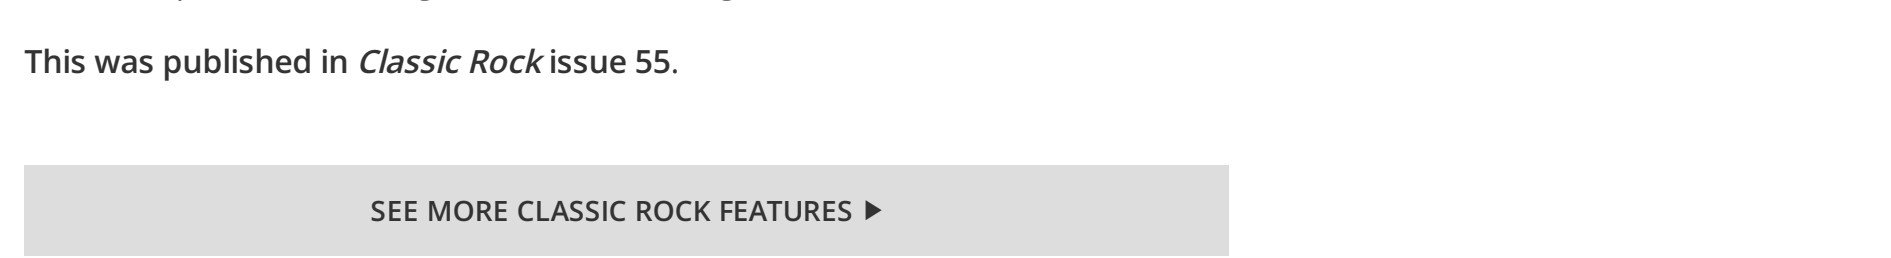 This was published in Classic Rock issue 55.
SEE MORE CLASSIC ROCK FEATURES ▶